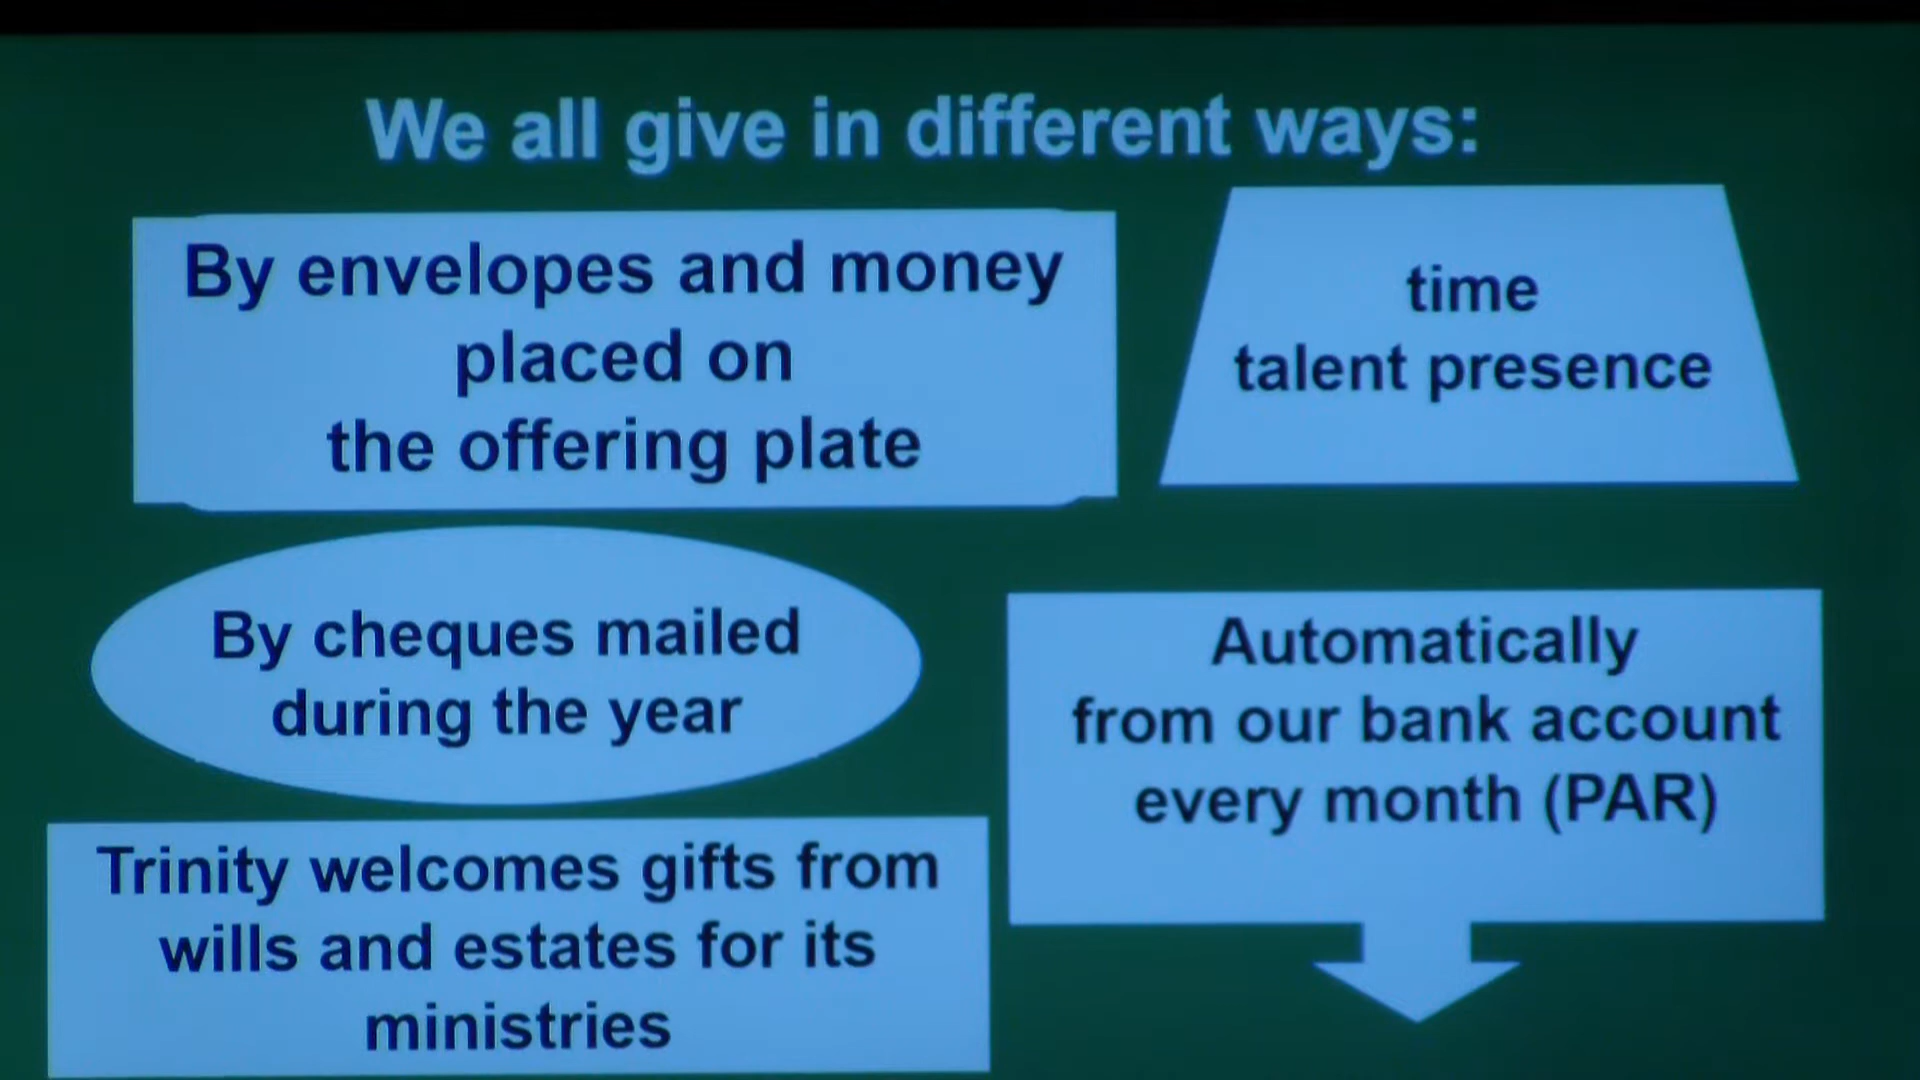 We all give in different ways:
By envelopes and money
placed on
the offering plate
time
talent presence
By cheques mailed
during the year
Automatically
from our bank account
every month (PAR)
Trinity welcomes gifts from
wills and estates for its
ministries